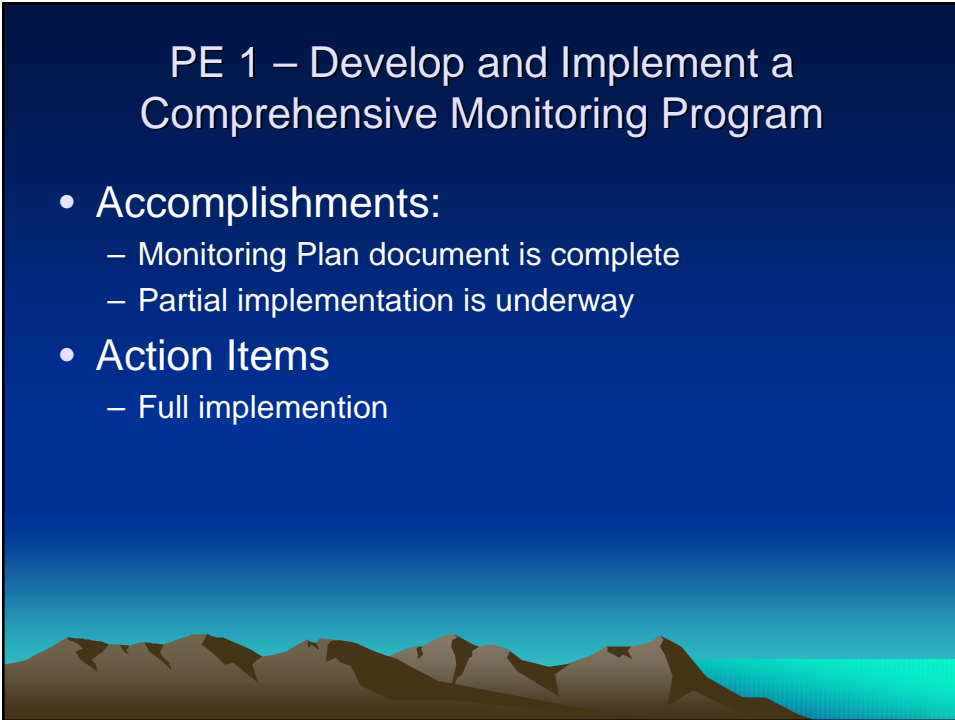 PE 1 – Develop and Implement a
Comprehensive Monitoring Program
• Accomplishments:
– Monitoring Plan document is complete
– Partial implementation is underway
• Action Items
– Full implemention